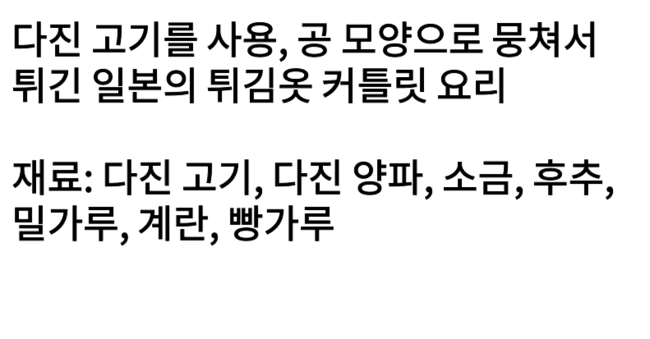 다진 고기를 사용, 공 모양으로 뭉쳐서
튀긴 일본의 튀김옷 커틀릿 요리
재료: 다진 고기, 다진 양파, 소금, 후추,
밀가루, 계란, 빵가루